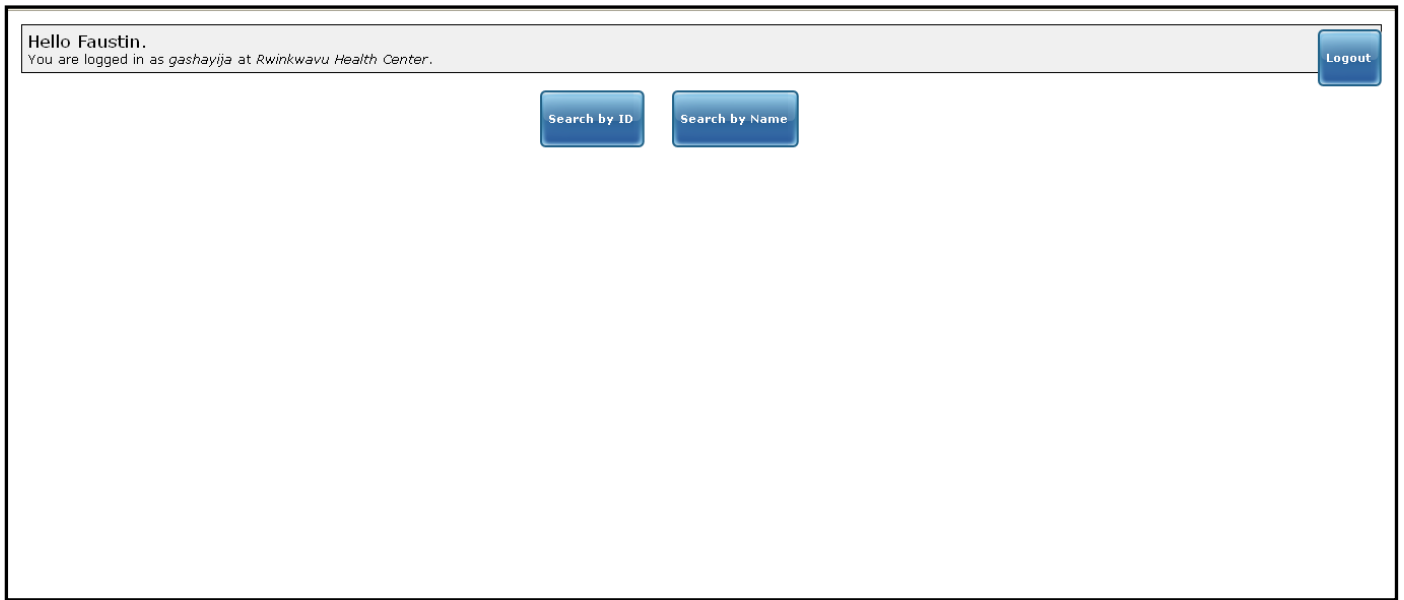 Hello Faustin.
You are logged in as gashayija at Rwinkwavu Health Center.
Logout
Search by ID
Search by Name